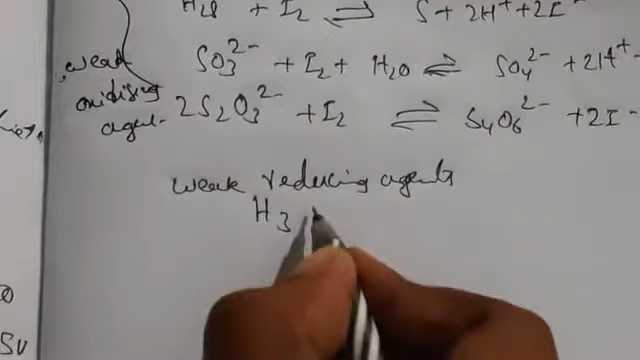 H2S + I2 ⇌ S + 2H+ + 2I-
SO3 2- + I2 + H2O ⇌ SO4 2- + 2H+
weak oxidising agent
2S2O3 2- + I2 ⇌ S4O6 2- + 2I-
weak reducing agents
H3